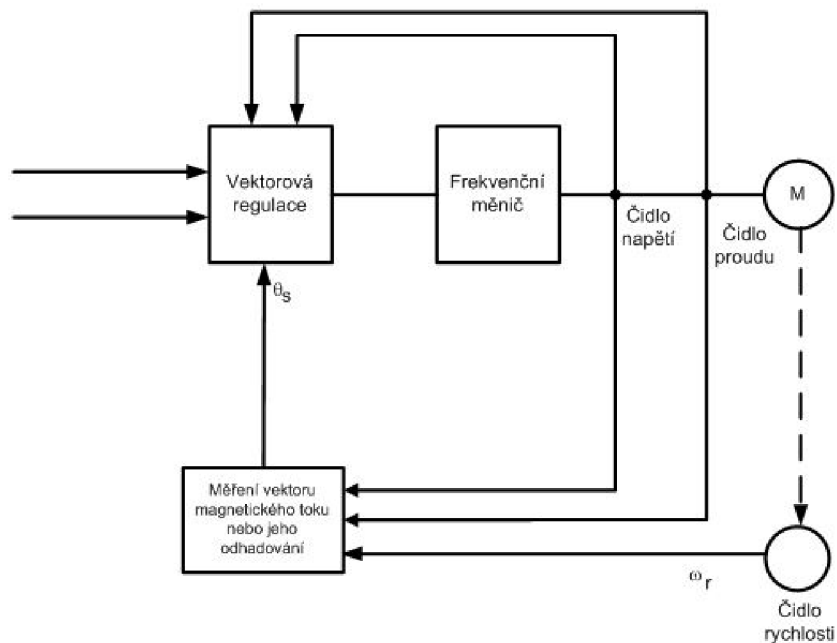 Vektorová
regulace
Frekvenční
měnič
M
Čidlo
napětí
Čidlo
proudu
θs
Měření vektoru
magnetického toku
nebo jeho
odhadování
ωr
Čidlo
rychlosti